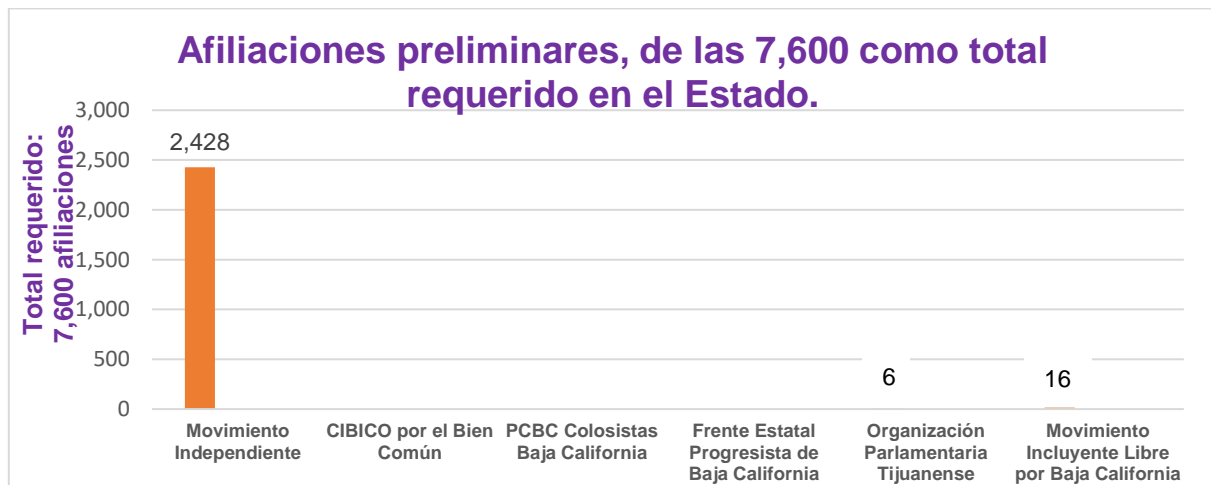 Afiliaciones preliminares, de las 7,600 como total
requerido en el Estado.
Total requerido:
7,600 afiliaciones
3,000
2,500
2,000
1,500
1,000
500
0
2,428
6
16
Movimiento
Independiente
CIBICO por el Bien
Común
PCBC Colosistas
Baja California
Frente Estatal
Progresista de
Baja California
Organización
Parlamentaria
Tijuanense
Movimiento
Incluyente Libre
por Baja California